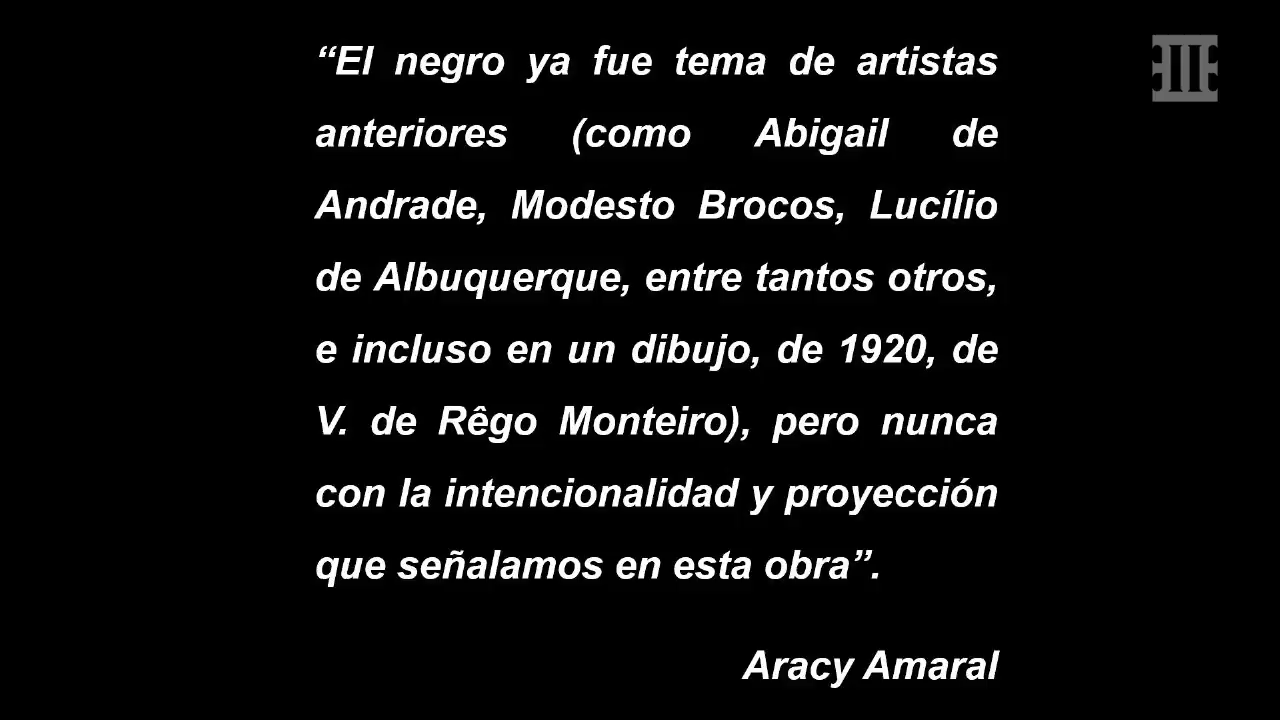 “El negro ya fue tema de artistas
anteriores (como Abigail de
Andrade, Modesto Brocos, Lucílio
de Albuquerque, entre tantos otros,
e incluso en un dibujo, de 1920, de
V. de Rêgo Monteiro), pero nunca
con la intencionalidad y proyección
que señalamos en esta obra”.
Aracy Amaral